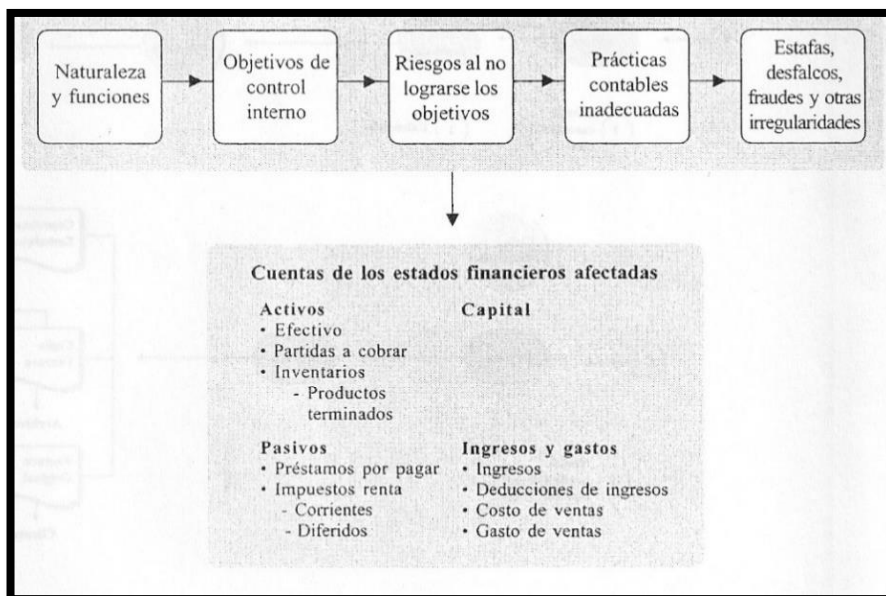 Naturaleza
y funciones
Objetivos de
control
interno
Riesgos al no
lograrse los
objetivos
Prácticas
contables
inadecuadas
Estafas,
desfalcos,
fraudes y otras
irregularidades
Cuentas de los estados financieros afectadas
Activos
• Efectivo
• Partidas a cobrar
• Inventarios
- Productos
terminados
Capital
Pasivos
• Préstamos por pagar
• Impuestos renta
- Corrientes
- Diferidos
Ingresos y gastos
• Ingresos
• Deducciones de ingresos
• Costo de ventas
• Gasto de ventas